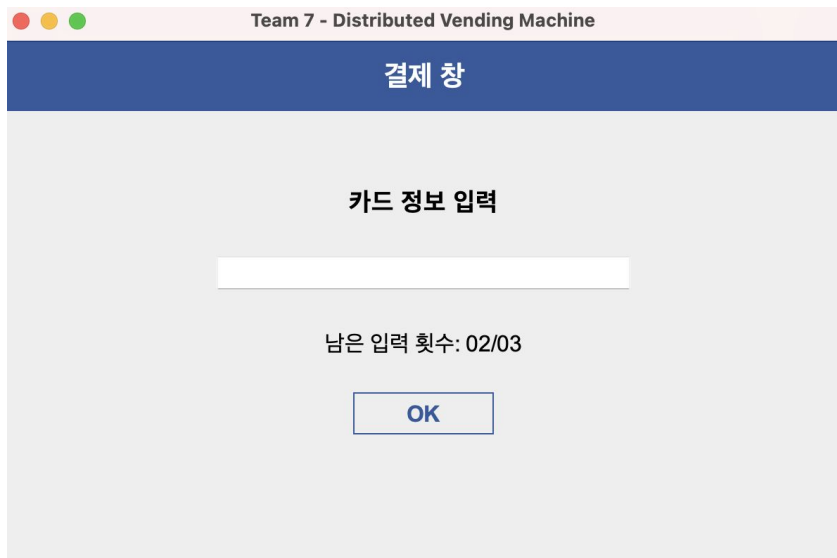 Team 7 - Distributed Vending Machine
결제 창
카드 정보 입력
남은 입력 횟수: 02/03
OK